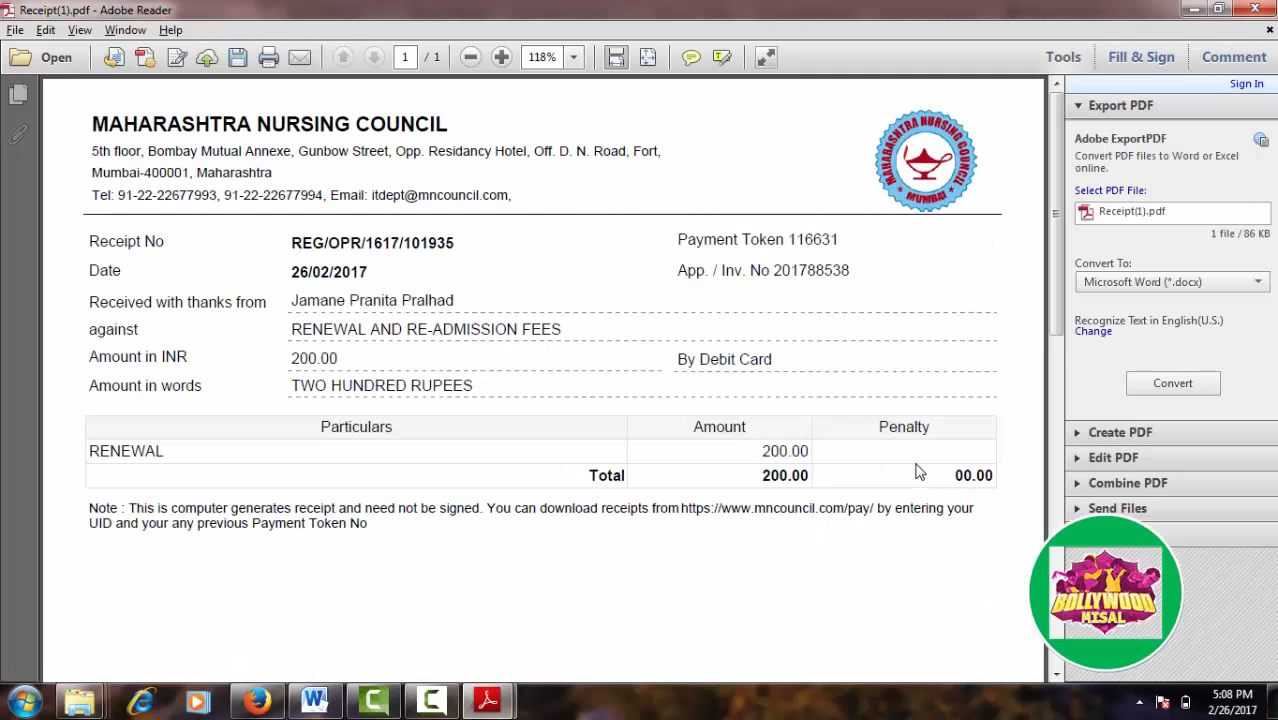 Receipt(1).pdf - Adobe Reader
File Edit View Window Help
Open 1 / 1 118% Tools Fill & Sign Comment
Sign In
MAHARASHTRA NURSING COUNCIL
5th floor, Bombay Mutual Annexe, Gunbow Street, Opp. Residancy Hotel, Off. D. N. Road, Fort,
Mumbai-400001, Maharashtra
Tel: 91-22-22677993, 91-22-22677994, Email: itdept@mncouncil.com,
MAHARASHTRA NURSING COUNCIL
MUMBAI
Receipt No REG/OPR/1617/101935 Payment Token 116631
Date 26/02/2017 App. / Inv. No 201788538
Received with thanks from Jamane Pranita Pralhad
against RENEWAL AND RE-ADMISSION FEES
Amount in INR 200.00 By Debit Card
Amount in words TWO HUNDRED RUPEES
Particulars Amount Penalty
RENEWAL 200.00
Total 200.00 00.00
Note : This is computer generates receipt and need not be signed. You can download receipts from https://www.mncouncil.com/pay/ by entering your
UID and your any previous Payment Token No
Export PDF
Adobe ExportPDF
Convert PDF files to Word or Excel
online.
Select PDF File:
Receipt(1).pdf
1 file / 86 KB
Convert To:
Microsoft Word (*.docx)
Recognize Text in English(U.S.)
Change
Convert
Create PDF
Edit PDF
Combine PDF
Send Files
BOLLYWOOD
MISAL
5:08 PM
2/26/2017